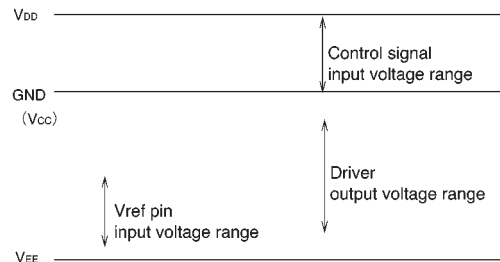 VDD
Control signal
input voltage range
GND
(VCC)
Driver
output voltage range
Vref pin
input voltage range
VEE